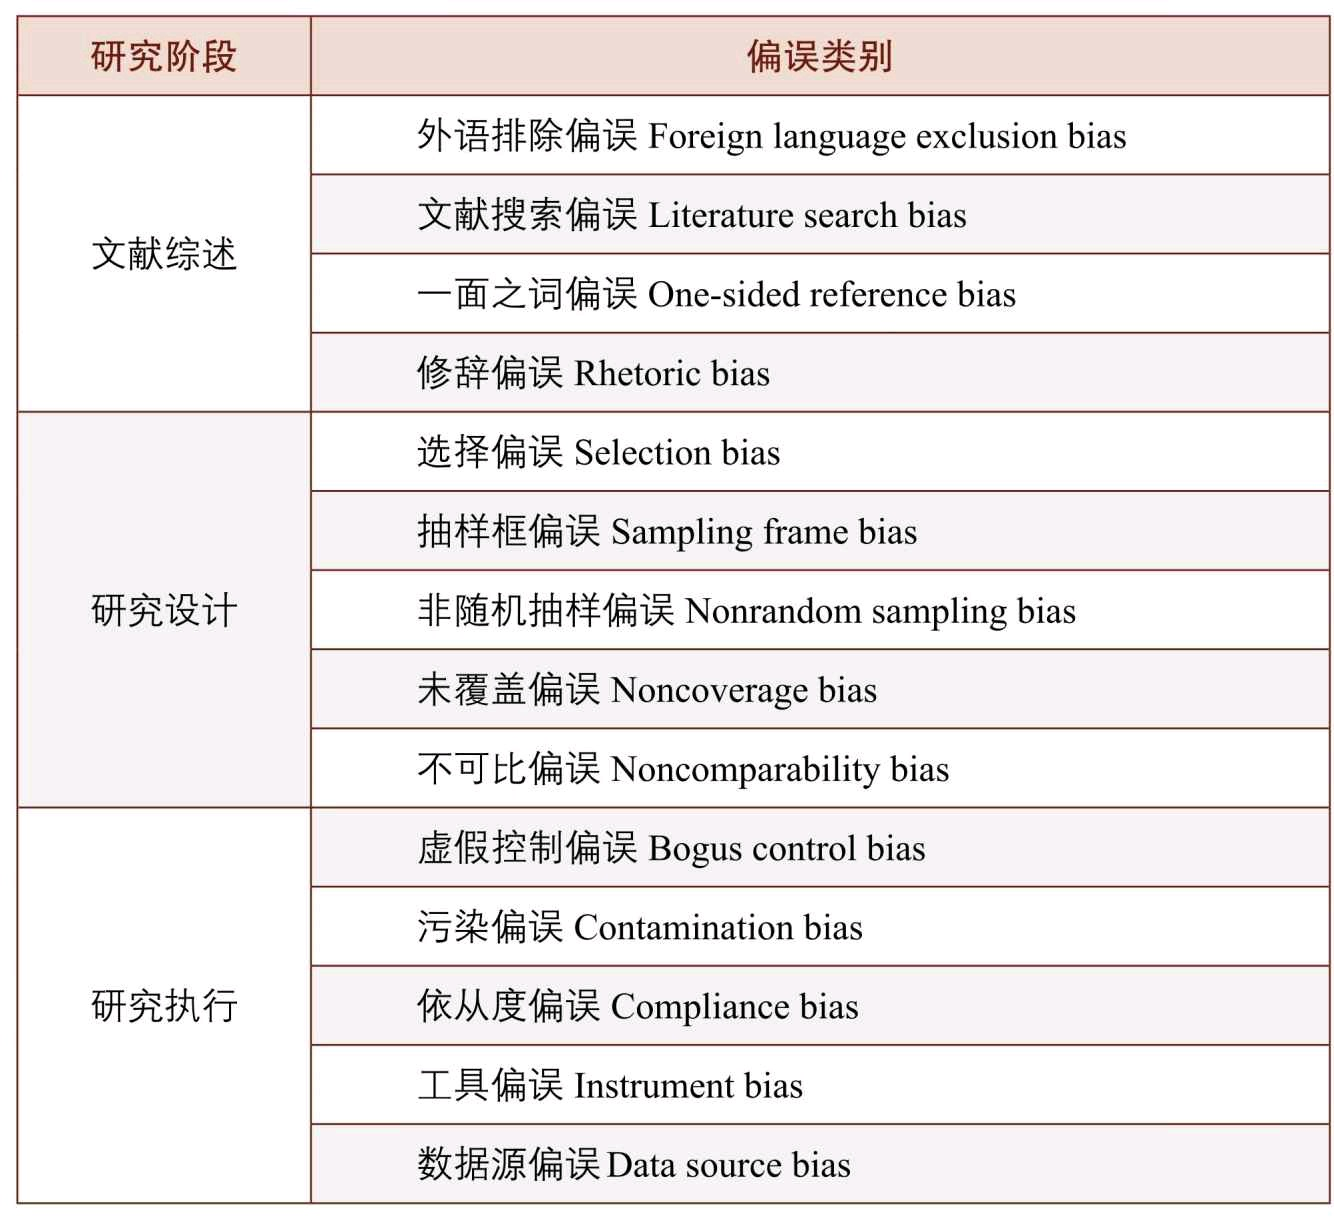 研究阶段 偏误类别
文献综述
外语排除偏误 Foreign language exclusion bias
文献搜索偏误 Literature search bias
一面之词偏误 One-sided reference bias
修辞偏误 Rhetoric bias
研究设计
选择偏误 Selection bias
抽样框偏误 Sampling frame bias
非随机抽样偏误 Nonrandom sampling bias
未覆盖偏误 Noncoverage bias
不可比偏误 Noncomparability bias
研究执行
虚假控制偏误 Bogus control bias
污染偏误 Contamination bias
依从度偏误 Compliance bias
工具偏误 Instrument bias
数据源偏误 Data source bias